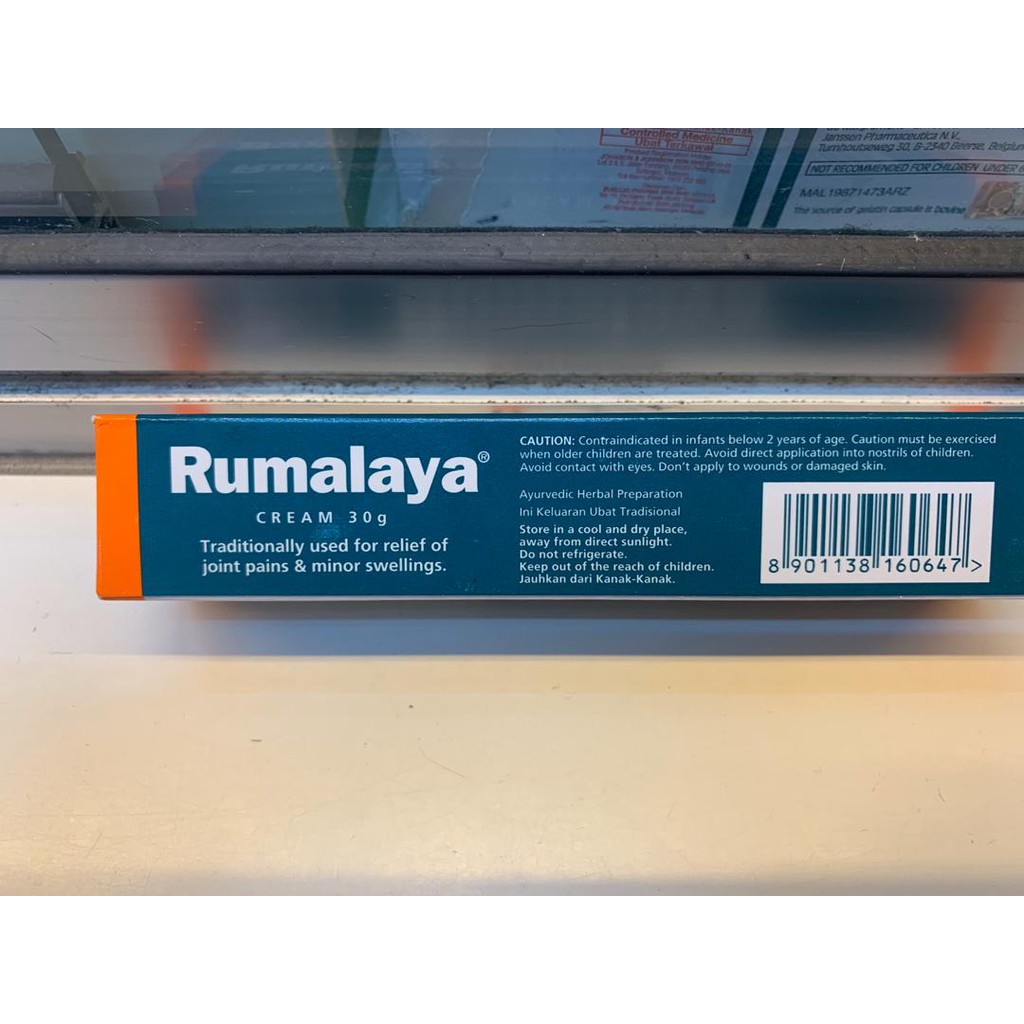 Controlled Medicine
Ubat Terkawal
Janssen Pharmaceutica N.V.
Turnhoutseweg 30, B-2340 Beerse, Belgium
NOT RECOMMENDED FOR CHILDREN UNDER
MAL 19871473ARZ
The source of gelatin capsule is bovine
Rumalaya®
CREAM 30g
Traditionally used for relief of
joint pains & minor swellings.
CAUTION: Contraindicated in infants below 2 years of age. Caution must be exercised
when older children are treated. Avoid direct application into nostrils of children.
Avoid contact with eyes. Don't apply to wounds or damaged skin.
Ayurvedic Herbal Preparation
Ini Keluaran Ubat Tradisional
Store in a cool and dry place,
away from direct sunlight.
Do not refrigerate.
Keep out of the reach of children.
Jauhkan dari Kanak-Kanak.
8 901138 160647 >